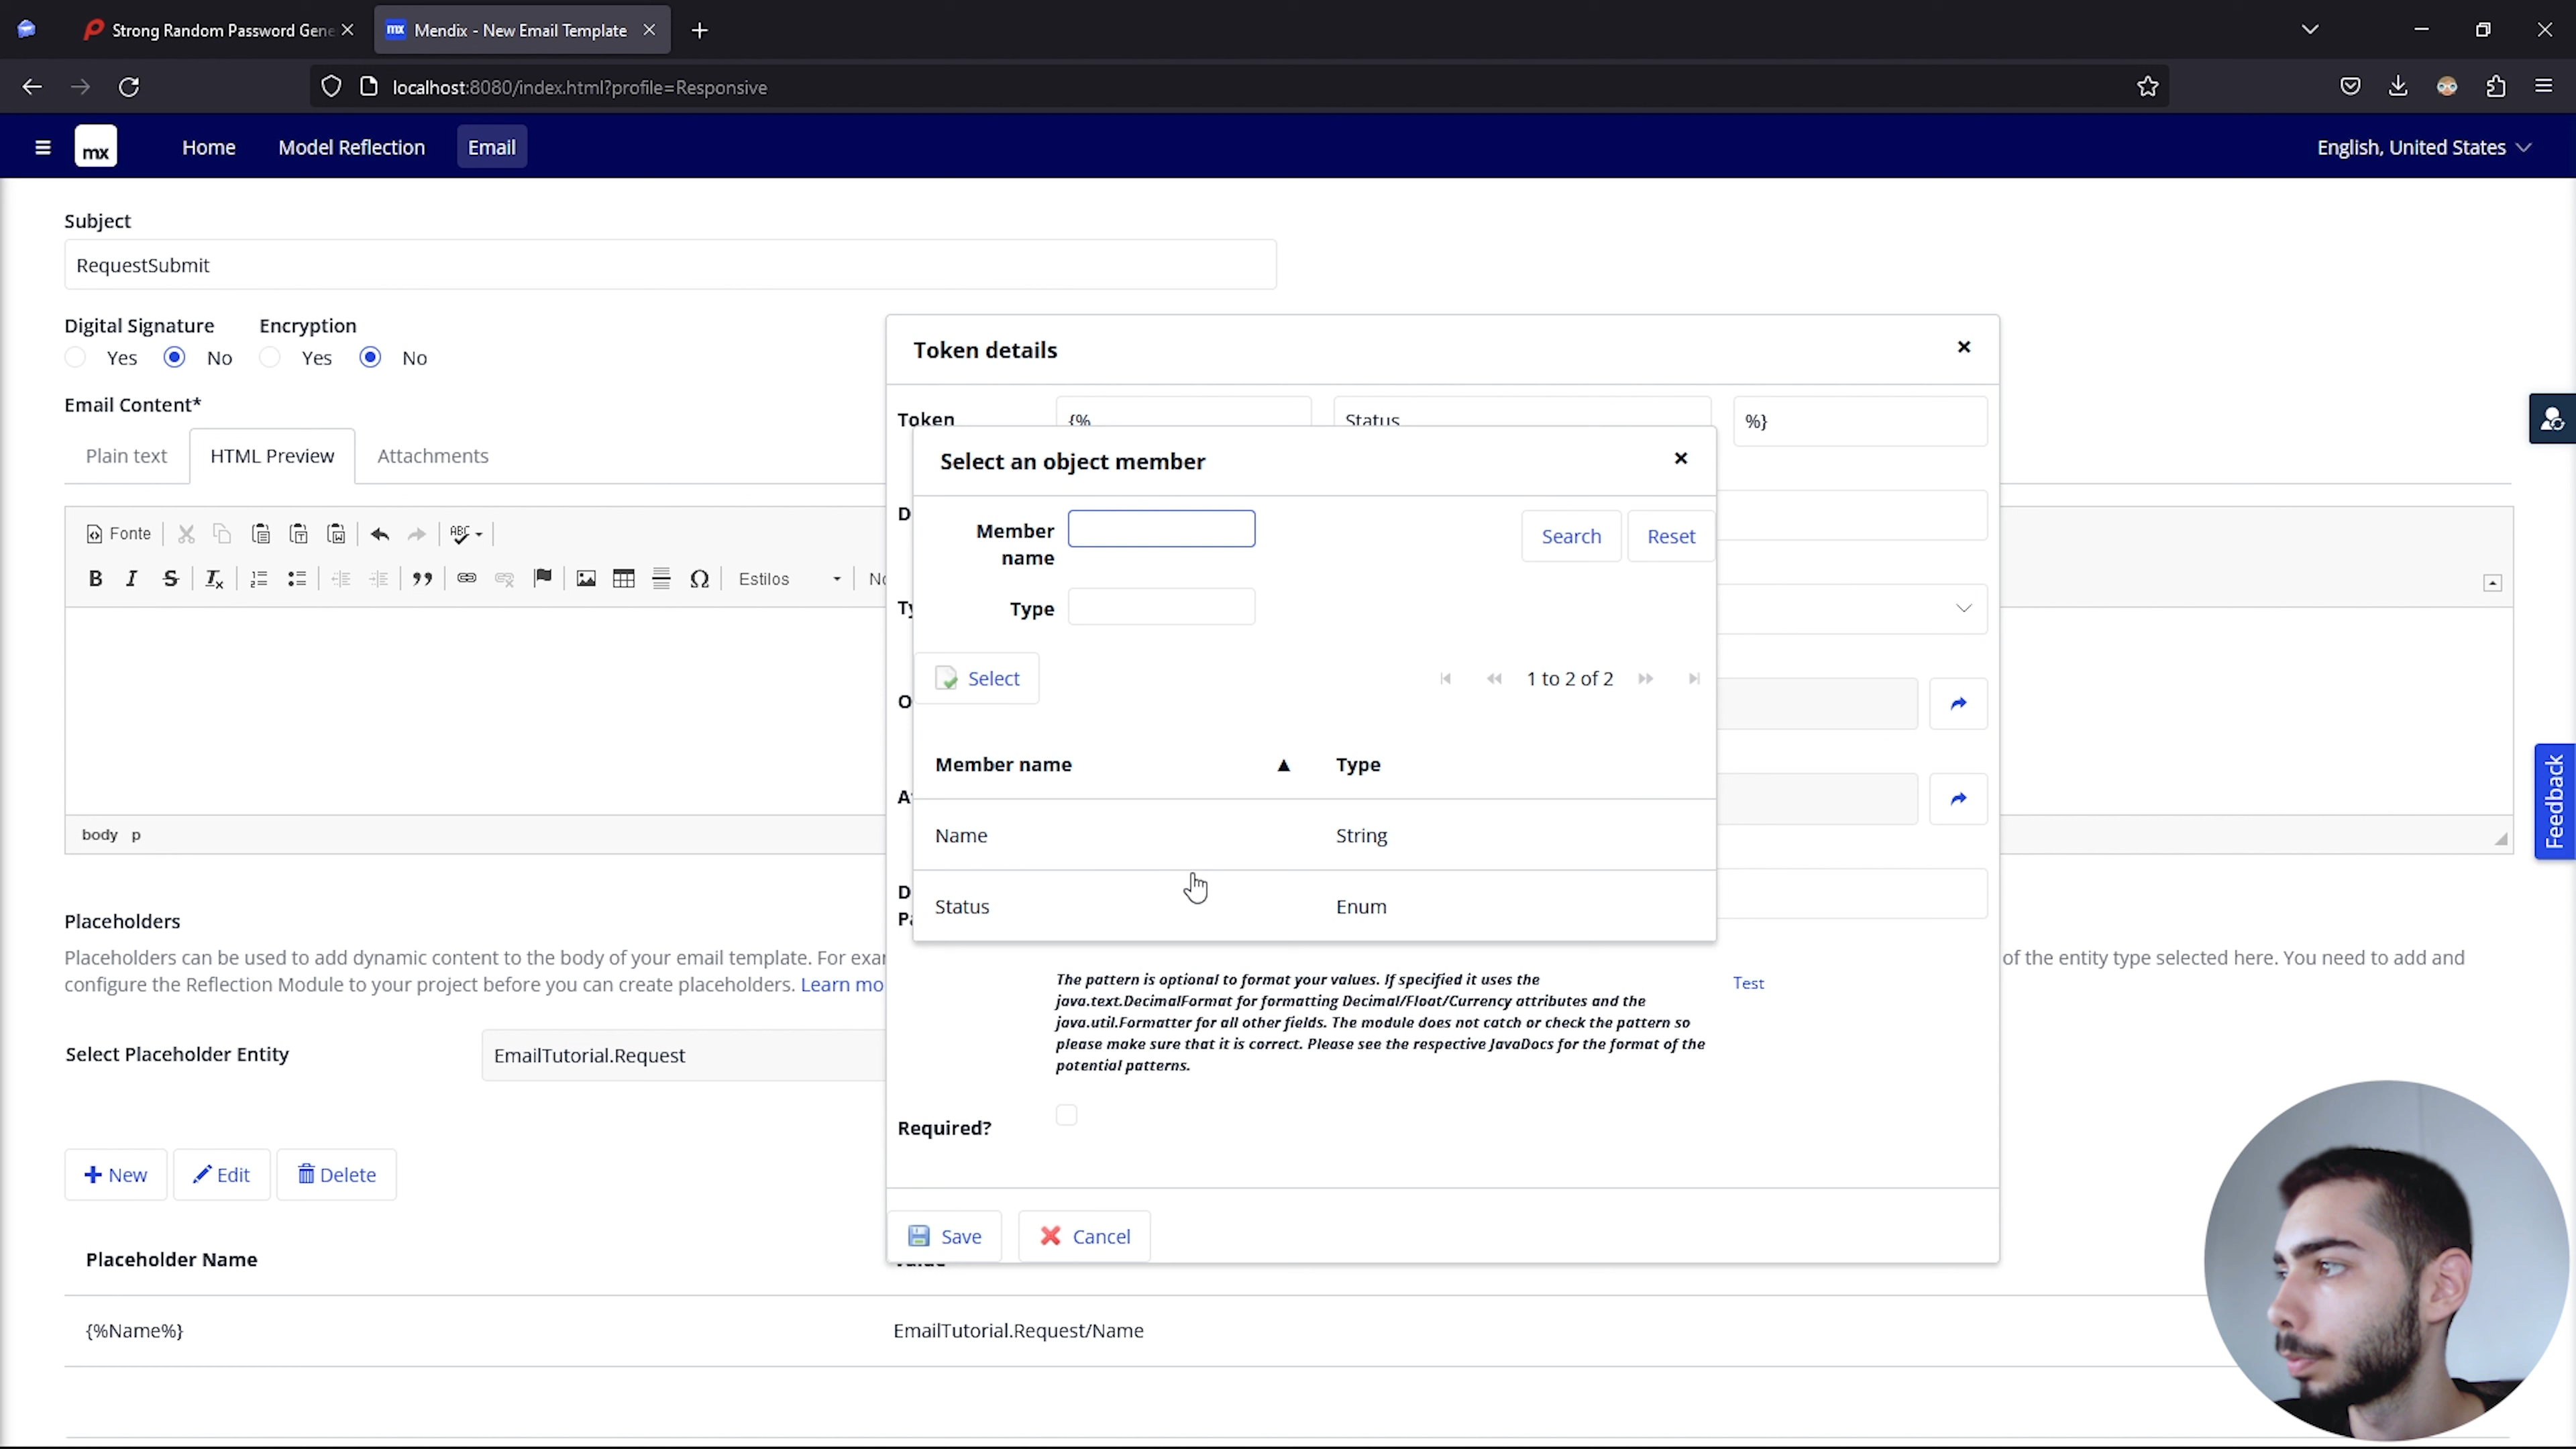 Strong Random Password Gene
mx Mendix - New Email Template
localhost:8080/index.html?profile=Responsive
mx
Home
Model Reflection
Email
English, United States
Subject
RequestSubmit
Digital Signature
Encryption
Yes
No
Yes
No
Email Content*
Plain text
HTML Preview
Attachments
Fonte
ABC
B I S
Estilos
body p
Placeholders
Placeholders can be used to add dynamic content to the body of your email template. For exa
of the entity type selected here. You need to add and
configure the Reflection Module to your project before you can create placeholders. Learn mo
Select Placeholder Entity
EmailTutorial.Request
New
Edit
Delete
Placeholder Name
{%Name%}
EmailTutorial.Request/Name
Token details
Token
{%
Status
%}
Select an object member
Member name
Search
Reset
Type
Select
1 to 2 of 2
Member name
Type
Name
String
Status
Enum
The pattern is optional to format your values. If specified it uses the
java.text.DecimalFormat for formatting Decimal/Float/Currency attributes and the
java.util.Formatter for all other fields. The module does not catch or check the pattern so
please make sure that it is correct. Please see the respective JavaDocs for the format of the
potential patterns.
Test
Required?
Save
Cancel
Feedback